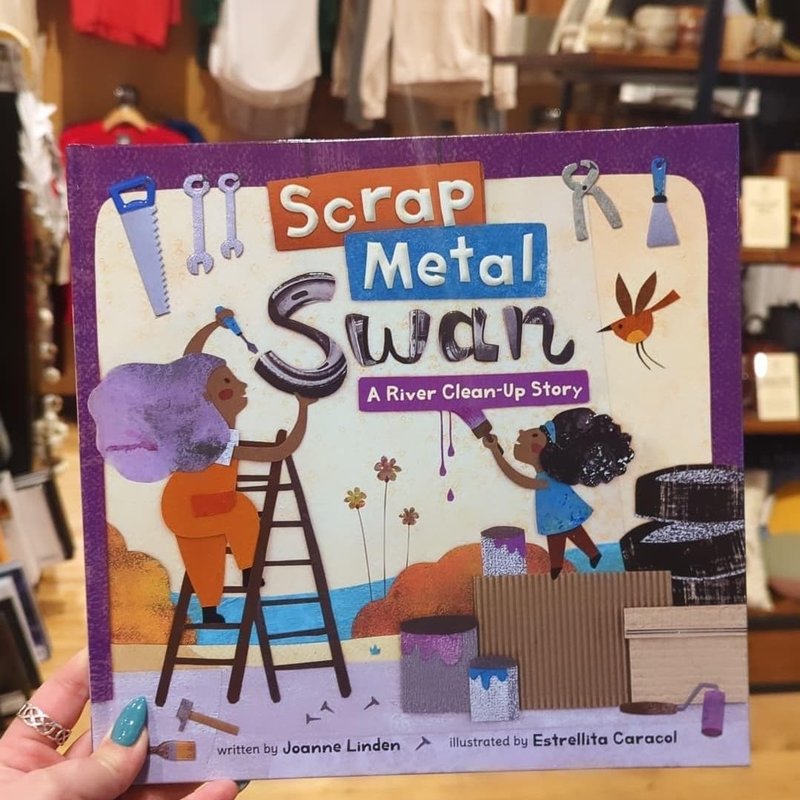 Scrap
Metal
Swan
A River Clean-Up Story
written by Joanne Linden
illustrated by Estrellita Caracol